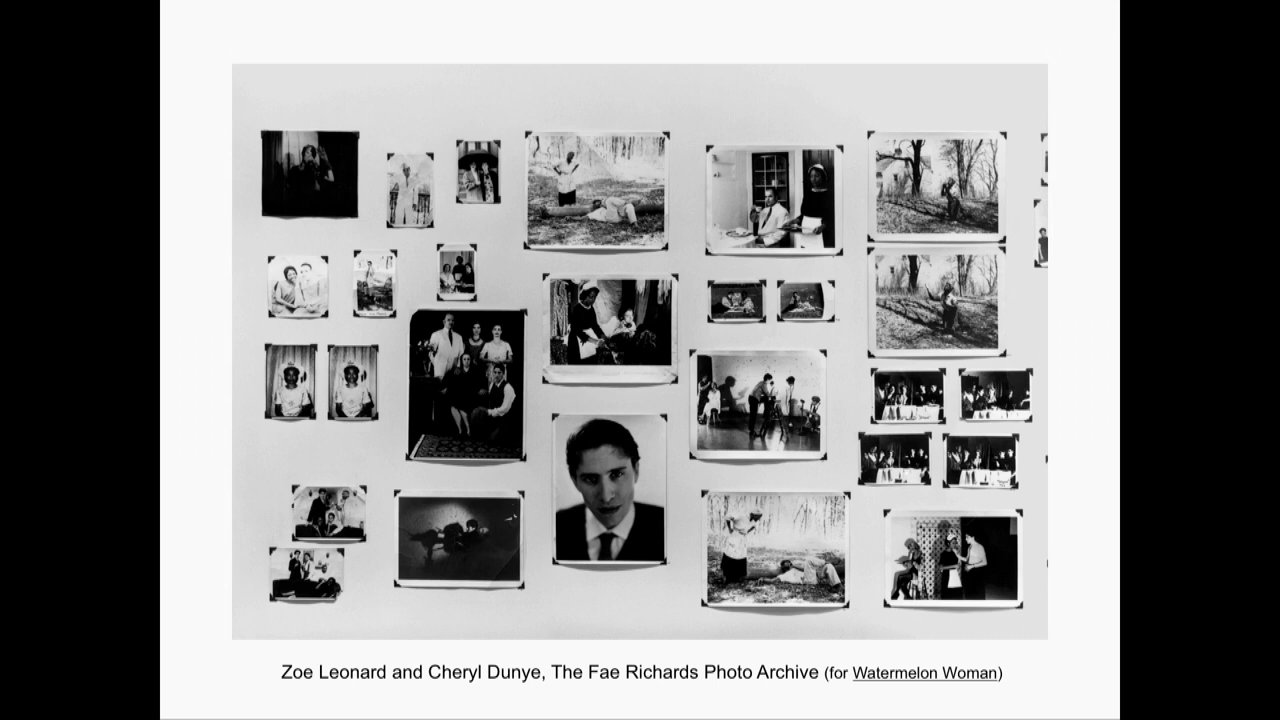 Zoe Leonard and Cheryl Dunye, The Fae Richards Photo Archive (for Watermelon Woman)